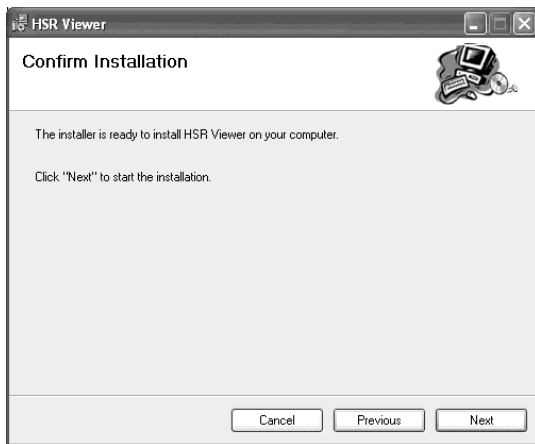 HSR Viewer
Confirm Installation
The installer is ready to install HSR Viewer on your computer.
Click "Next" to start the installation.
Cancel
Previous
Next